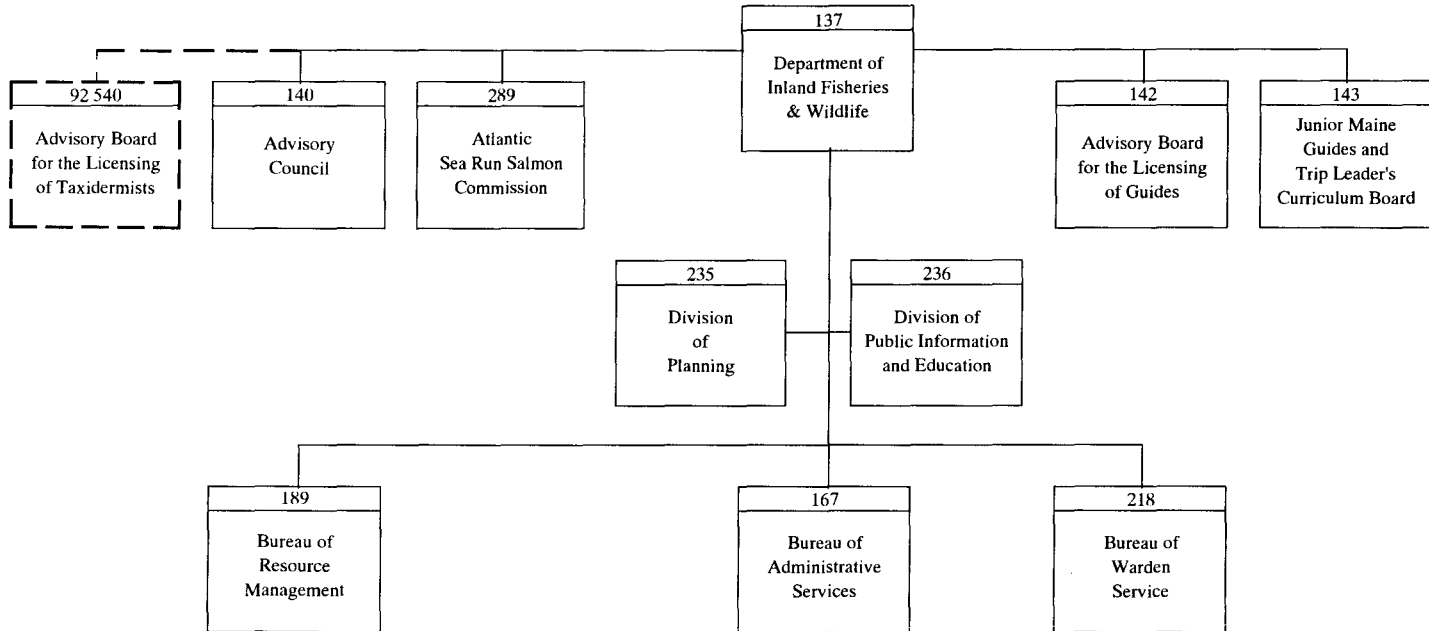 137
Department of
Inland Fisheries
& Wildlife
92 540
Advisory Board
for the Licensing
of Taxidermists
140
Advisory
Council
289
Atlantic
Sea Run Salmon
Commission
142
Advisory Board
for the Licensing
of Guides
143
Junior Maine
Guides and
Trip Leader's
Curriculum Board
235
Division
of
Planning
236
Division of
Public Information
and Education
189
Bureau of
Resource
Management
167
Bureau of
Administrative
Services
218
Bureau of
Warden
Service